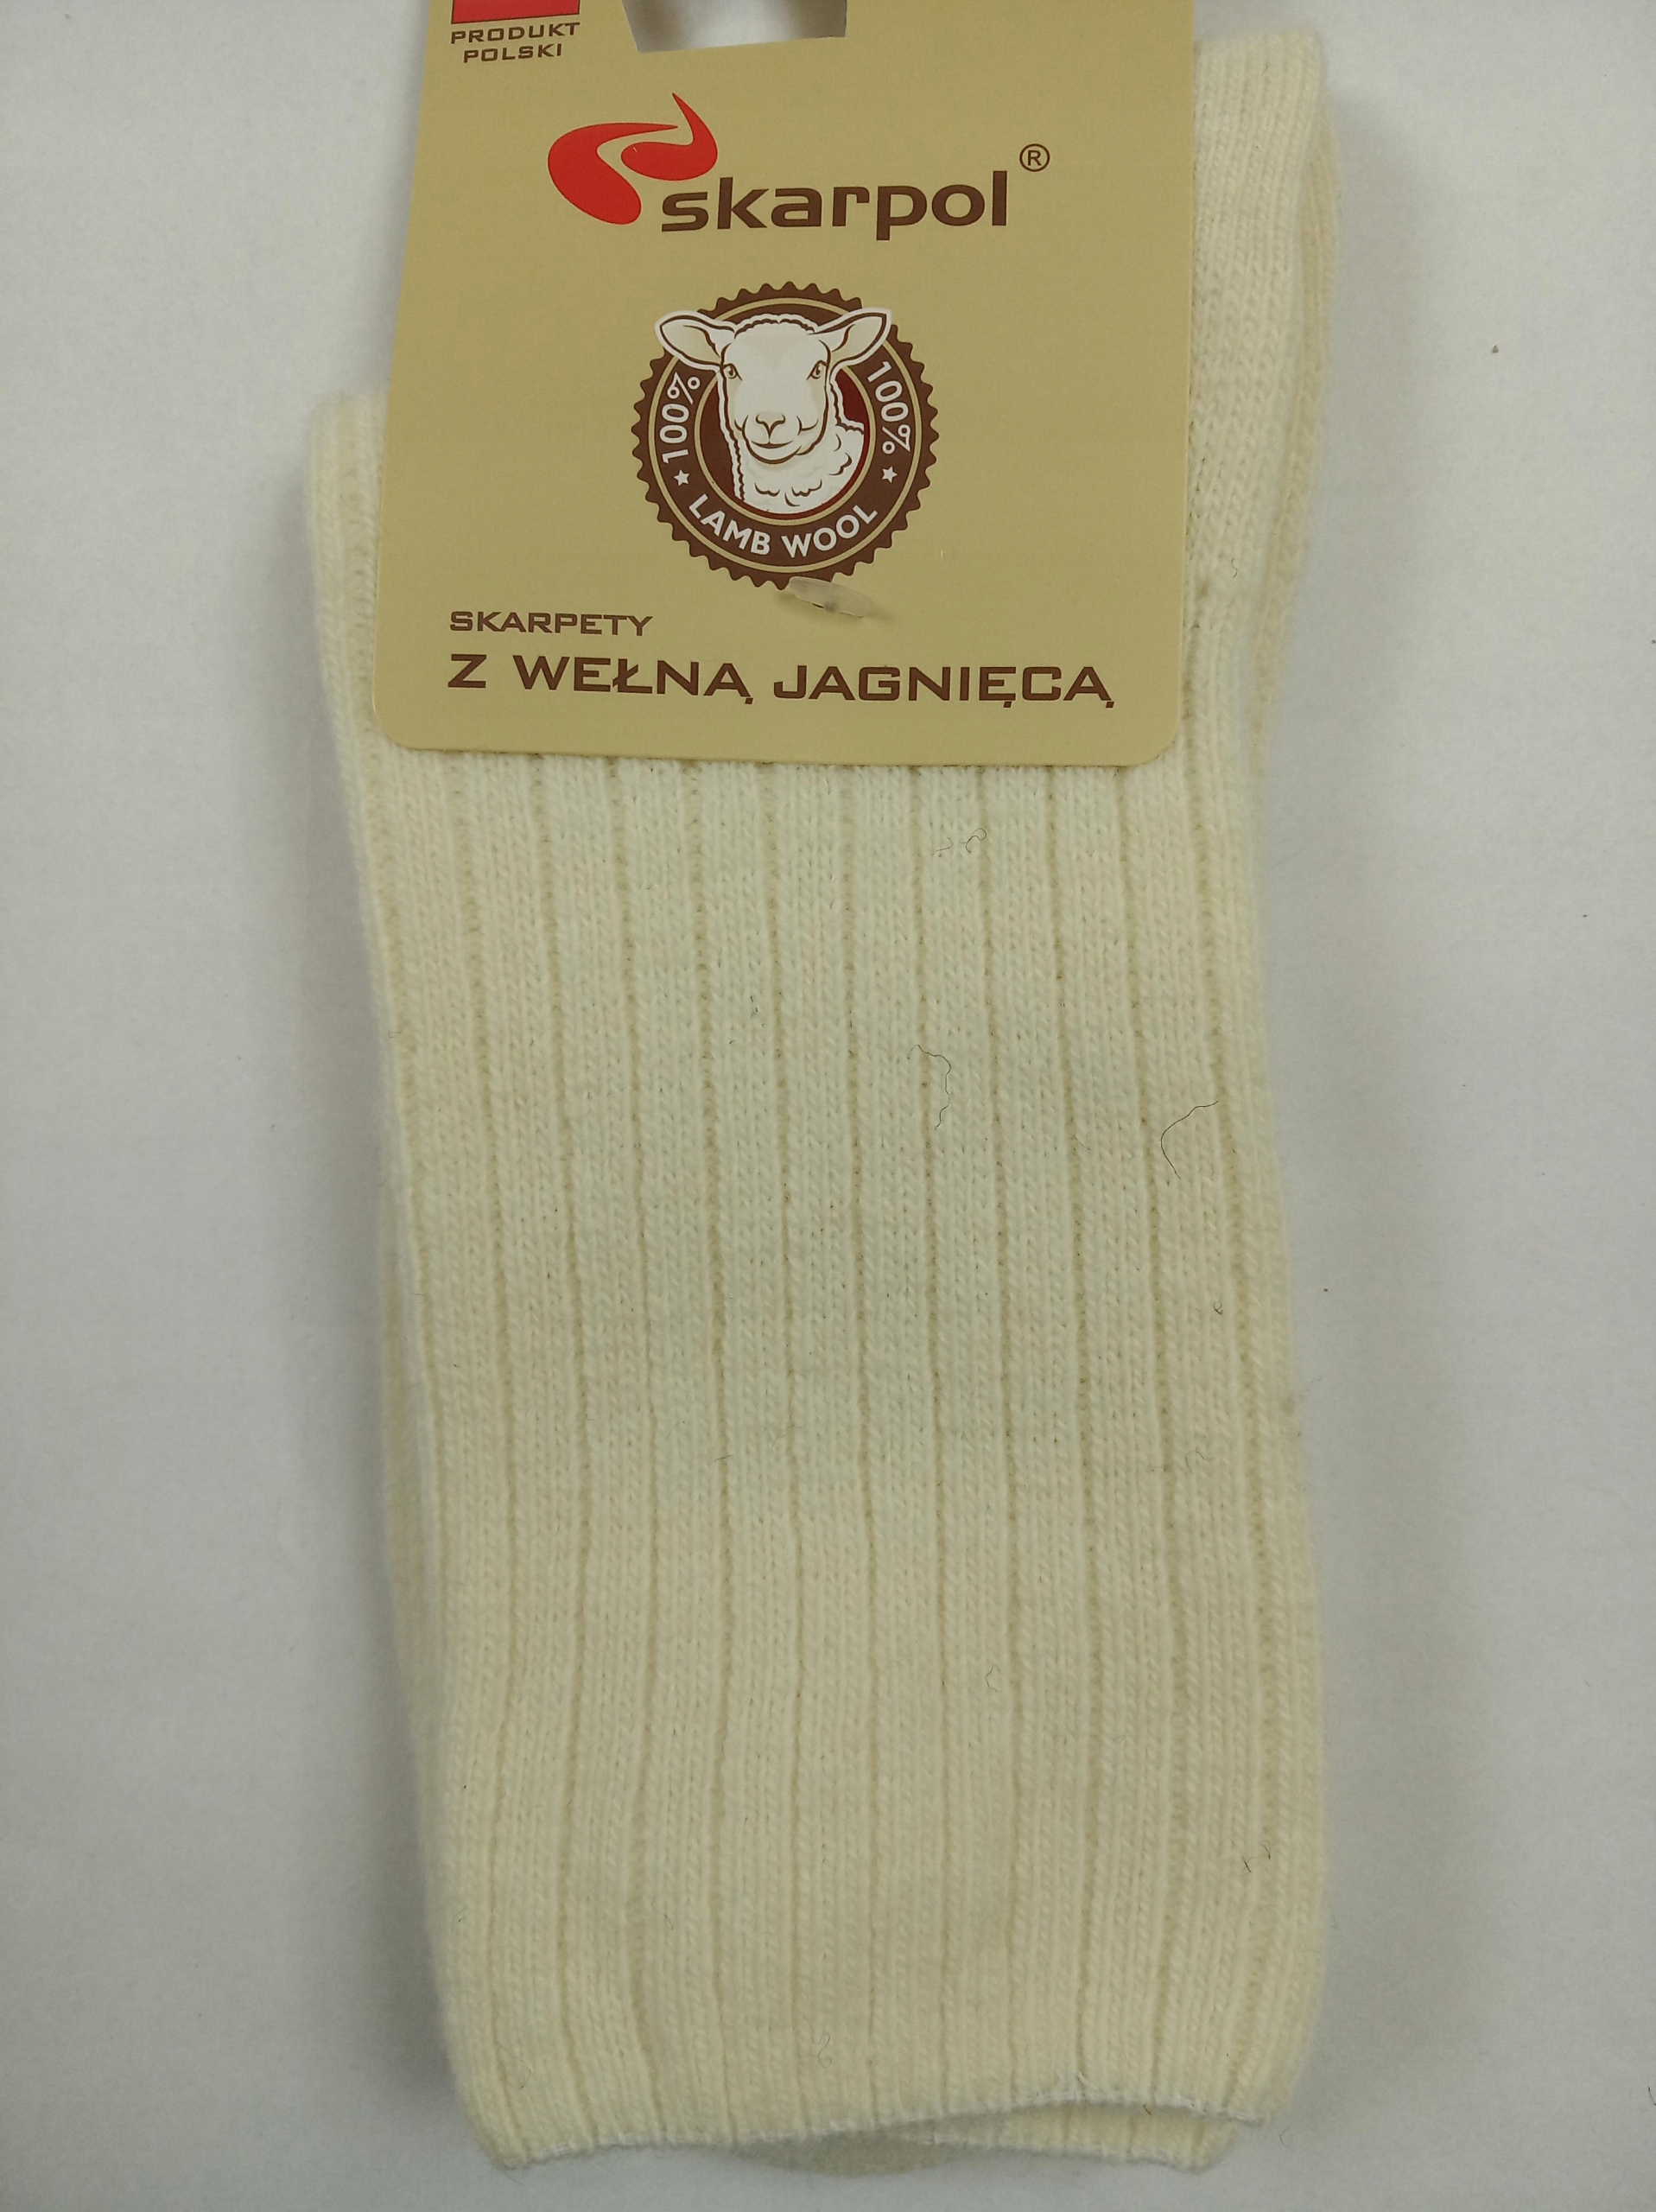 PRODUKT
POLSKI
skarpol®
100% ★ LAMB WOOL ★ 100%
SKARPETY
Z WEŁNĄ JAGNIĘCĄ